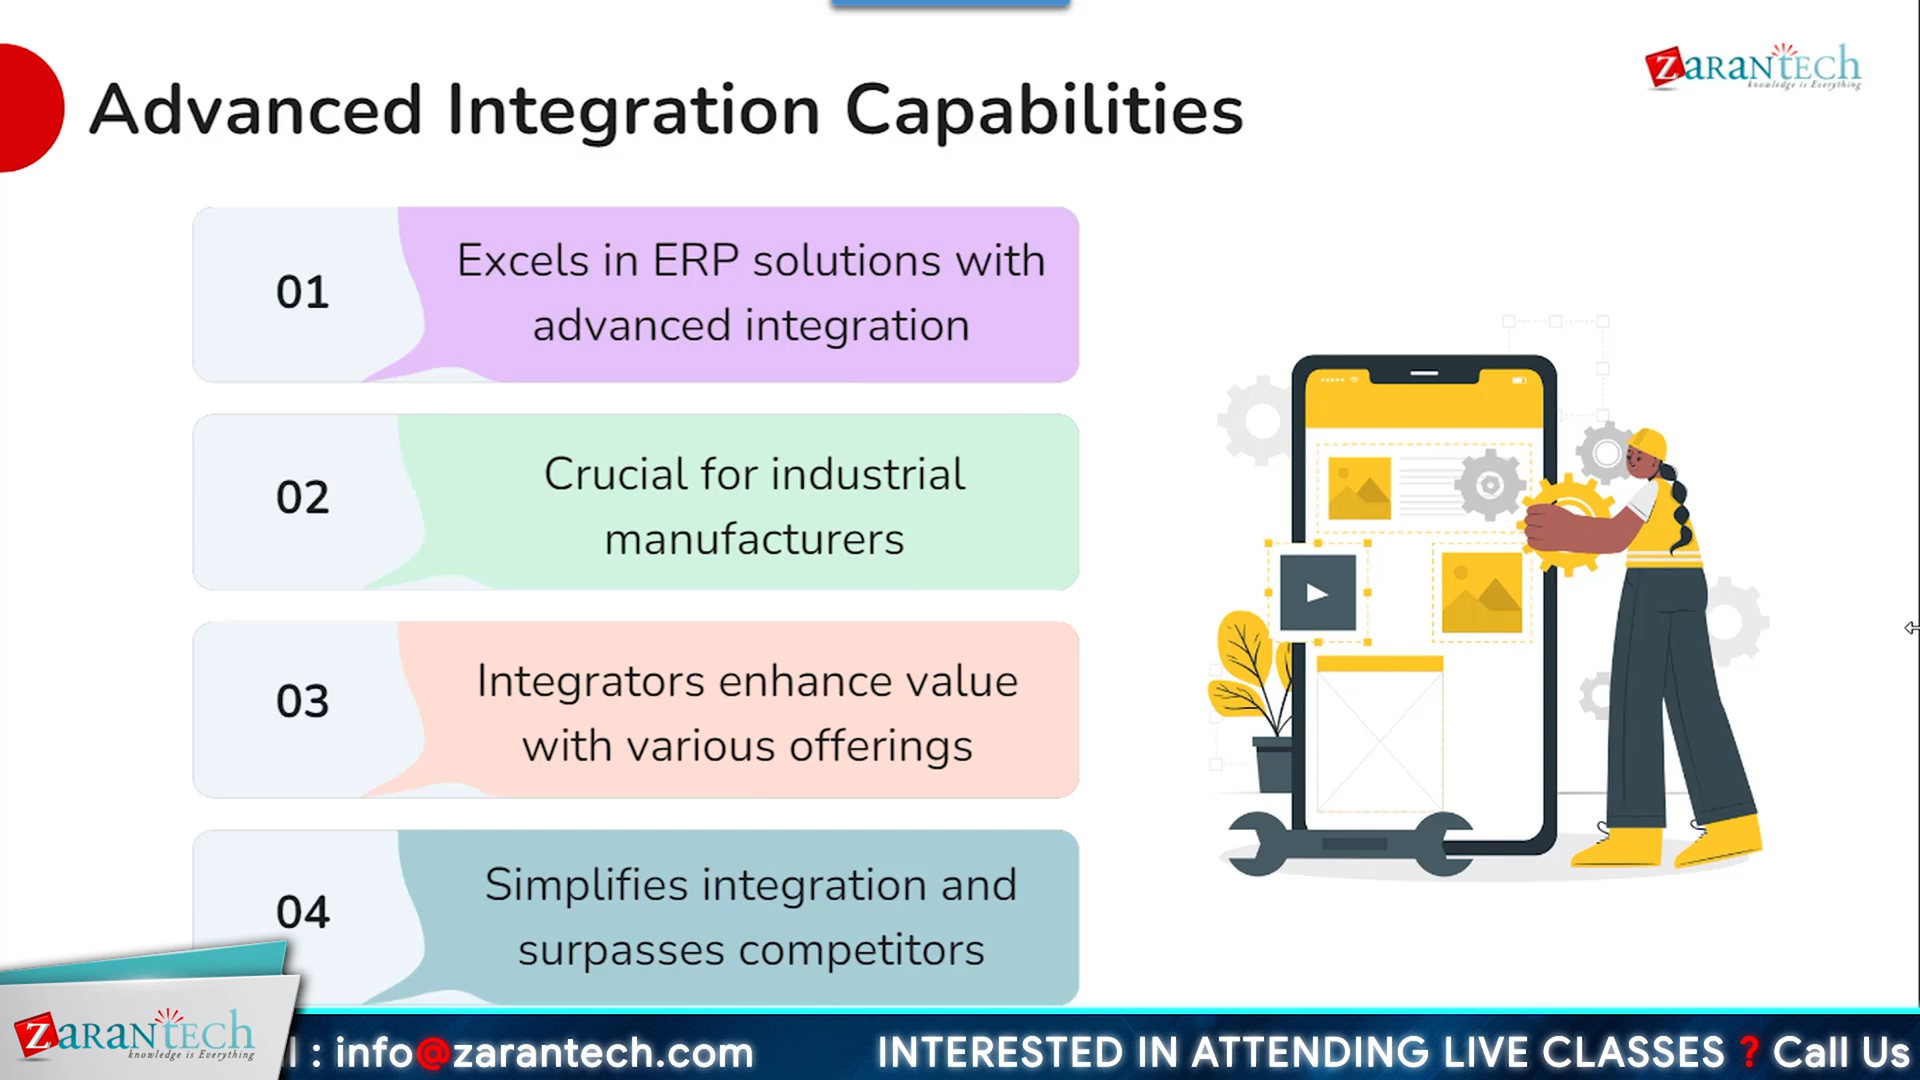 Advanced Integration Capabilities
ZARANTECH
knowledge is Everything
01
Excels in ERP solutions with
advanced integration
02
Crucial for industrial
manufacturers
03
Integrators enhance value
with various offerings
04
Simplifies integration and
surpasses competitors
ZARANTECH
knowledge is Everything
l : info@zarantech.com INTERESTED IN ATTENDING LIVE CLASSES ? Call Us